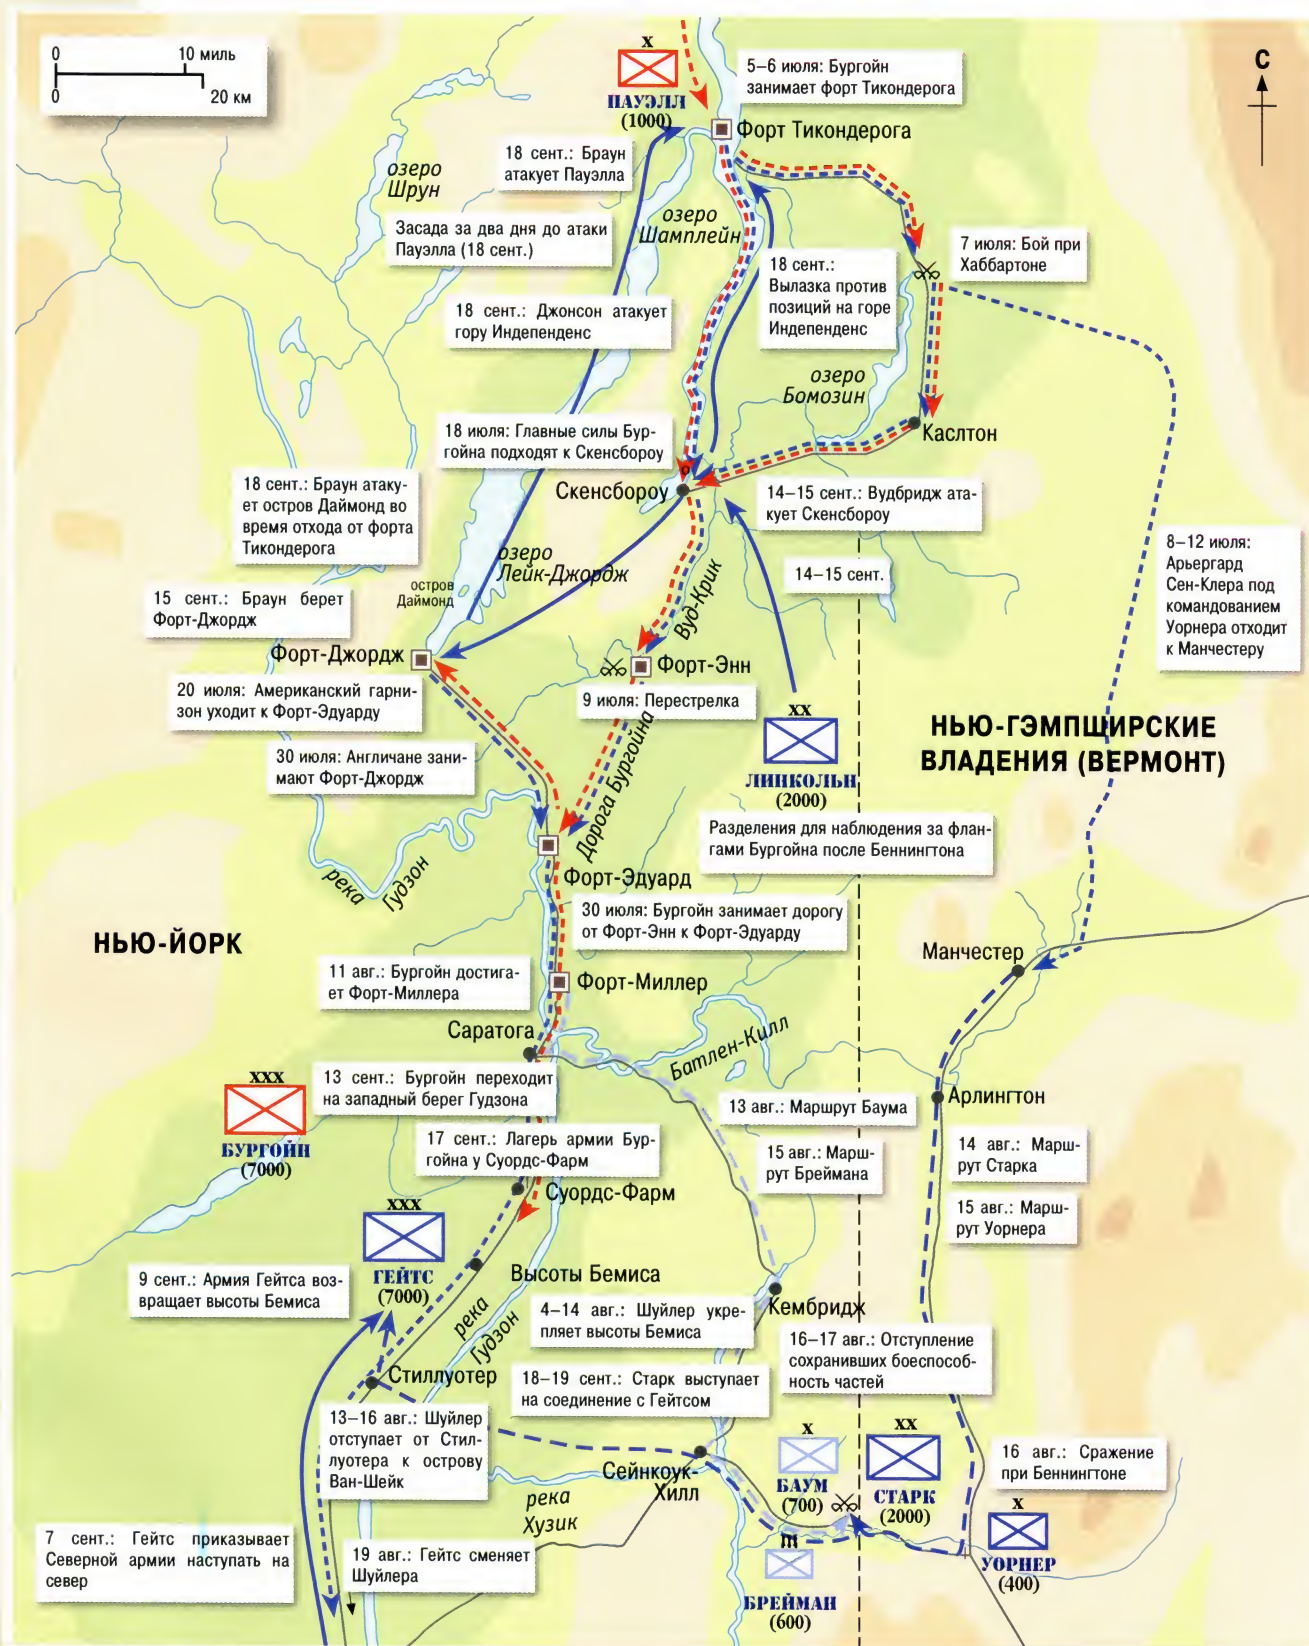 0
10 миль
0
20 км
С
X
ПАУЭЛЛ
(1000)
5–6 июля: Бургойн
занимает форт Тикондерога
Форт Тикондерога
18 сент.: Браун
атакует Пауэлла
озеро
Шрун
озеро
Шамплейн
Засада за два дня до атаки
Пауэлла (18 сент.)
7 июля: Бой при
Хаббартоне
18 сент.:
Вылазка против
позиций на горе
Индепенденс
18 сент.: Джонсон атакует
гору Индепенденс
озеро
Бомозин
18 июля: Главные силы Бур-
гойна подходят к Скенсбороу
Каслтон
18 сент.: Браун атаку-
ет остров Даймонд во
время отхода от форта
Тикондерога
Скенсбороу
14–15 сент.: Вудбридж ата-
кует Скенсбороу
озеро
Лейк-Джордж
14–15 сент.
8–12 июля:
Арьергард
Сен-Клера под
командованием
Уорнера отходит
к Манчестеру
остров
Даймонд
Вуд-Крик
15 сент.: Браун берет
Форт-Джордж
Форт-Джордж
Форт-Энн
20 июля: Американский гарни-
зон уходит к Форт-Эдуарду
9 июля: Перестрелка
XX
ЛИНКОЛЬН
(2000)
НЬЮ-ГЭМПШИРСКИЕ
ВЛАДЕНИЯ (ВЕРМОНТ)
30 июля: Англичане зани-
мают Форт-Джордж
Дорога Бургойна
Разделения для наблюдения за флан-
гами Бургойна после Беннингтона
река
Гудзон
Форт-Эдуард
30 июля: Бургойн занимает дорогу
от Форт-Энн к Форт-Эдуарду
НЬЮ-ЙОРК
Манчестер
11 авг.: Бургойн достига-
ет Форт-Миллера
Форт-Миллер
Саратога
Батлен-Килл
XXX
БУРГОЙН
(7000)
13 сент.: Бургойн переходит
на западный берег Гудзона
13 авг.: Маршрут Баума
Арлингтон
17 сент.: Лагерь армии Бур-
гойна у Суордс-Фарм
15 авг.: Марш-
рут Бреймана
14 авг.: Марш-
рут Старка
Суордс-Фарм
15 авг.: Марш-
рут Уорнера
XXX
ГЕЙТС
(7000)
9 сент.: Армия Гейтса воз-
вращает высоты Бемиса
Высоты Бемиса
река
Гудзон
4–14 авг.: Шуйлер укре-
пляет высоты Бемиса
Кембридж
16–17 авг.: Отступление
сохранивших боеспособ-
ность частей
Стиллуотер
18–19 сент.: Старк выступает
на соединение с Гейтсом
13–16 авг.: Шуйлер
отступает от Стил-
луотера к острову
Ван-Шейк
Сейнкоук-
Хилл
X
БАУМ
(700)
XX
СТАРК
(2000)
16 авг.: Сражение
при Беннингтоне
река
Хузик
X
УОРНЕР
(400)
7 сент.: Гейтс приказывает
Северной армии наступать на
север
19 авг.: Гейтс сменяет
Шуйлера
III
БРЕЙМАН
(600)